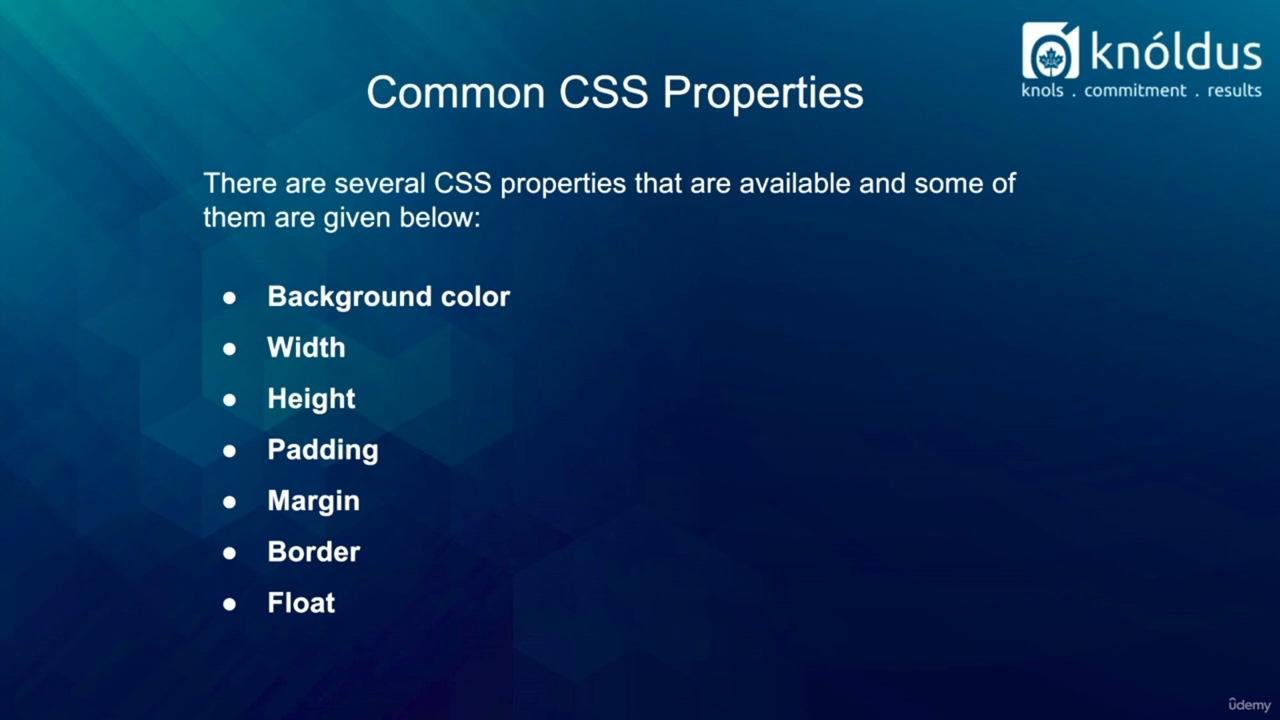 knóldus
knols . commitment . results
Common CSS Properties
There are several CSS properties that are available and some of
them are given below:
● Background color
● Width
● Height
● Padding
● Margin
● Border
● Float
ûdemy